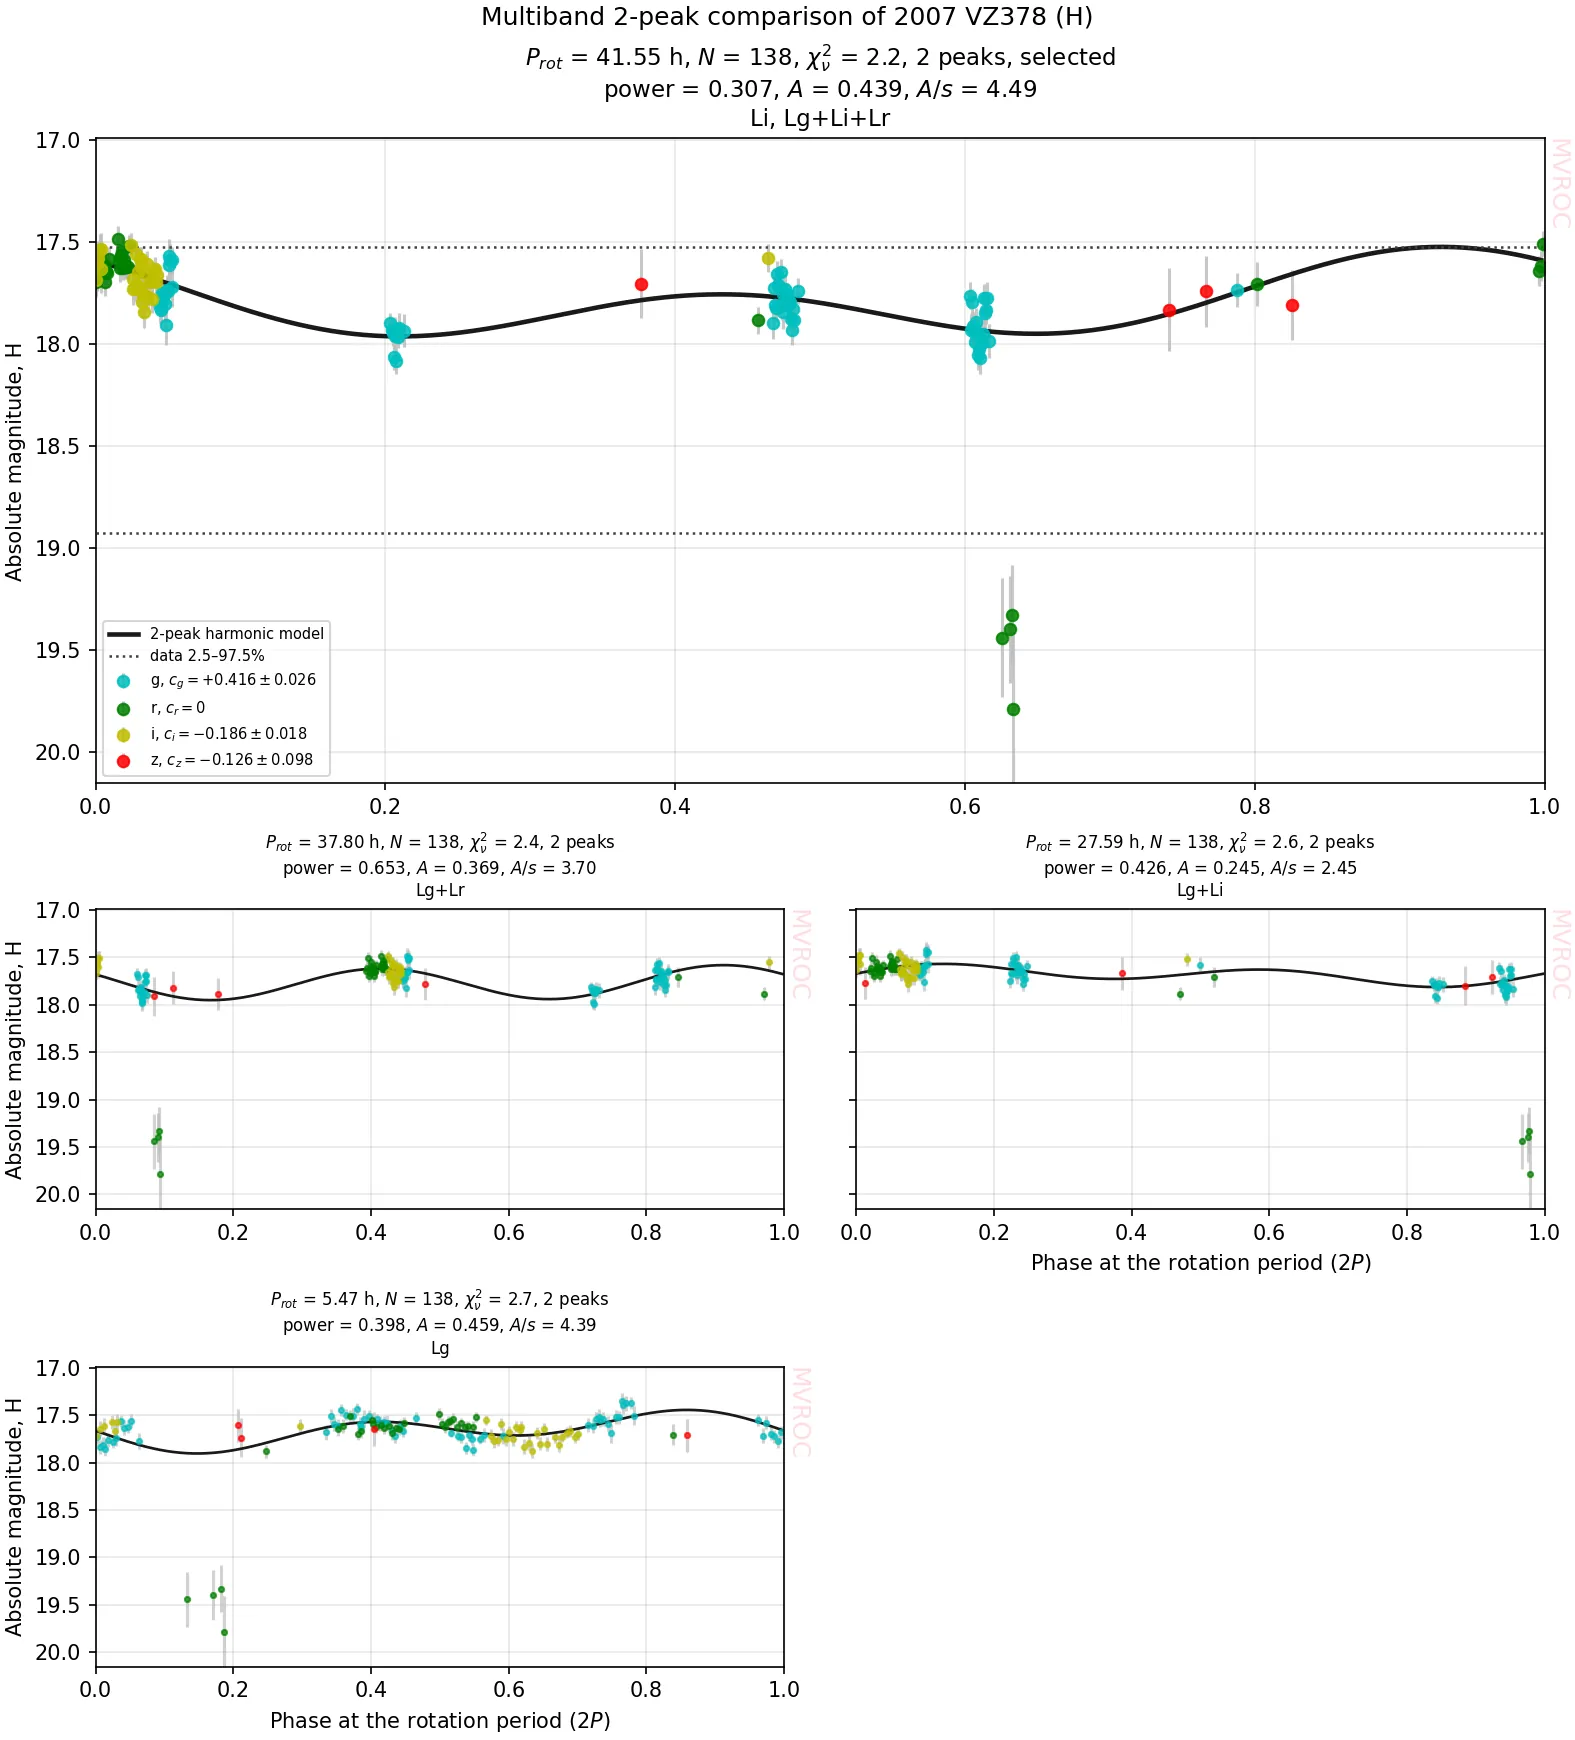 Multiband 2-peak comparison of 2007 VZ378 (H)
P_rot = 41.55 h, N = 138, χ²_ν = 2.2, 2 peaks, selected
power = 0.307, A = 0.439, A/s = 4.49
Li, Lg+Li+Lr
17.0
17.5
18.0
18.5
19.0
19.5
20.0
Absolute magnitude, H
MVROC
2-peak harmonic model
data 2.5–97.5%
g, c_g = +0.416 ± 0.026
r, c_r = 0
i, c_i = −0.186 ± 0.018
z, c_z = −0.126 ± 0.098
0.0 0.2 0.4 0.6 0.8 1.0
P_rot = 37.80 h, N = 138, χ²_ν = 2.4, 2 peaks
power = 0.653, A = 0.369, A/s = 3.70
Lg+Lr
17.0
17.5
18.0
18.5
19.0
19.5
20.0
Absolute magnitude, H
MVROC
0.0 0.2 0.4 0.6 0.8 1.0
P_rot = 27.59 h, N = 138, χ²_ν = 2.6, 2 peaks
power = 0.426, A = 0.245, A/s = 2.45
Lg+Li
MVROC
0.0 0.2 0.4 0.6 0.8 1.0
Phase at the rotation period (2P)
P_rot = 5.47 h, N = 138, χ²_ν = 2.7, 2 peaks
power = 0.398, A = 0.459, A/s = 4.39
Lg
17.0
17.5
18.0
18.5
19.0
19.5
20.0
Absolute magnitude, H
MVROC
0.0 0.2 0.4 0.6 0.8 1.0
Phase at the rotation period (2P)